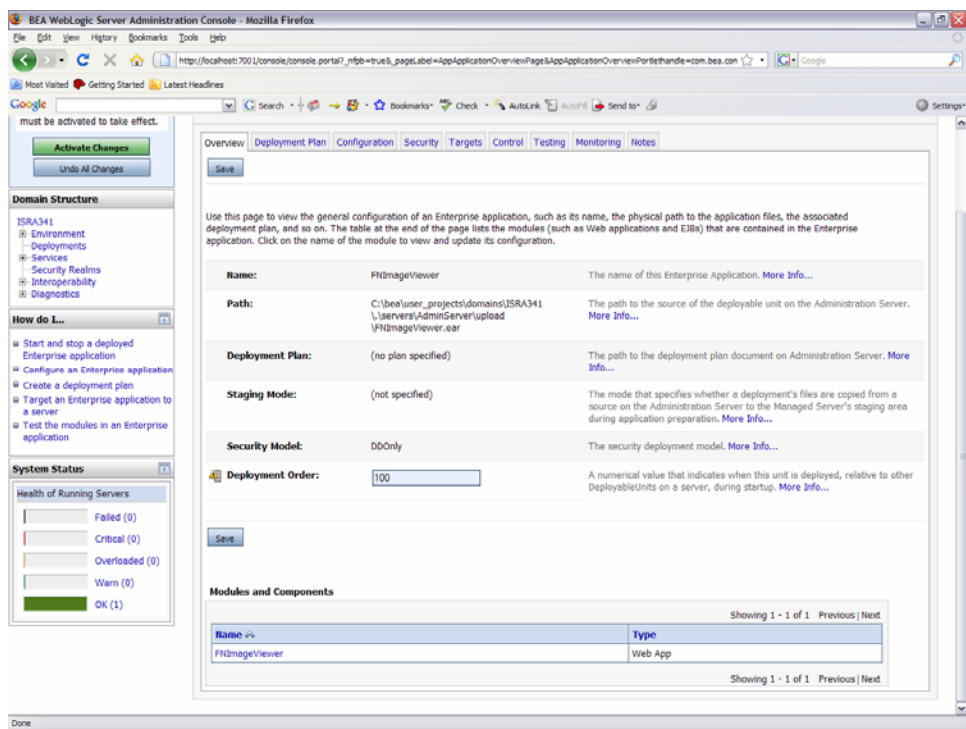 BEA WebLogic Server Administration Console - Mozilla Firefox
File Edit View History Bookmarks Tools Help
http://localhost:7001/console/console.portal?_nfpb=true&_pageLabel=AppApplicationOverviewPage&AppApplicationOverviewPortlethandle=com.bea.con
Google
Most Visited Getting Started Latest Headlines
Google Search Bookmarks Check AutoLink AutoFill Send to Settings
must be activated to take effect.
Activate Changes
Undo All Changes
Domain Structure
ISRA341
Environment
Deployments
Services
Security Realms
Interoperability
Diagnostics
How do I...
Start and stop a deployed
Enterprise application
Configure an Enterprise application
Create a deployment plan
Target an Enterprise application to
a server
Test the modules in an Enterprise
application
System Status
Health of Running Servers
Failed (0)
Critical (0)
Overloaded (0)
Warn (0)
OK (1)
Overview Deployment Plan Configuration Security Targets Control Testing Monitoring Notes
Save
Use this page to view the general configuration of an Enterprise application, such as its name, the physical path to the application files, the associated
deployment plan, and so on. The table at the end of the page lists the modules (such as Web applications and EJBs) that are contained in the Enterprise
application. Click on the name of the module to view and update its configuration.
Name: FNImageViewer The name of this Enterprise Application. More Info...
Path: C:\bea\user_projects\domains\ISRA341 The path to the source of the deployable unit on the Administration Server.
\.\servers\AdminServer\upload More Info...
\FNImageViewer.ear
Deployment Plan: (no plan specified) The path to the deployment plan document on Administration Server. More
Info...
Staging Mode: (not specified) The mode that specifies whether a deployment's files are copied from a
source on the Administration Server to the Managed Server's staging area
during application preparation. More Info...
Security Model: DDOnly The security deployment model. More Info...
Deployment Order: 100 A numerical value that indicates when this unit is deployed, relative to other
DeployableUnits on a server, during startup. More Info...
Save
Modules and Components
Showing 1 - 1 of 1 Previous | Next
Name Type
FNImageViewer Web App
Showing 1 - 1 of 1 Previous | Next
Done